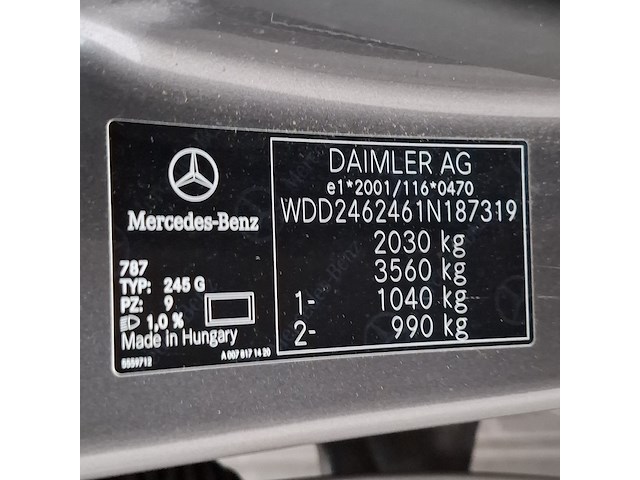 Mercedes-Benz
787
TYP: 245 G
PZ: 9
1,0 %
Made in Hungary
5559712
A 007 817 14 20
DAIMLER AG
e1*2001/116*0470
WDD2462461N187319
2030 kg
3560 kg
1- 1040 kg
2- 990 kg